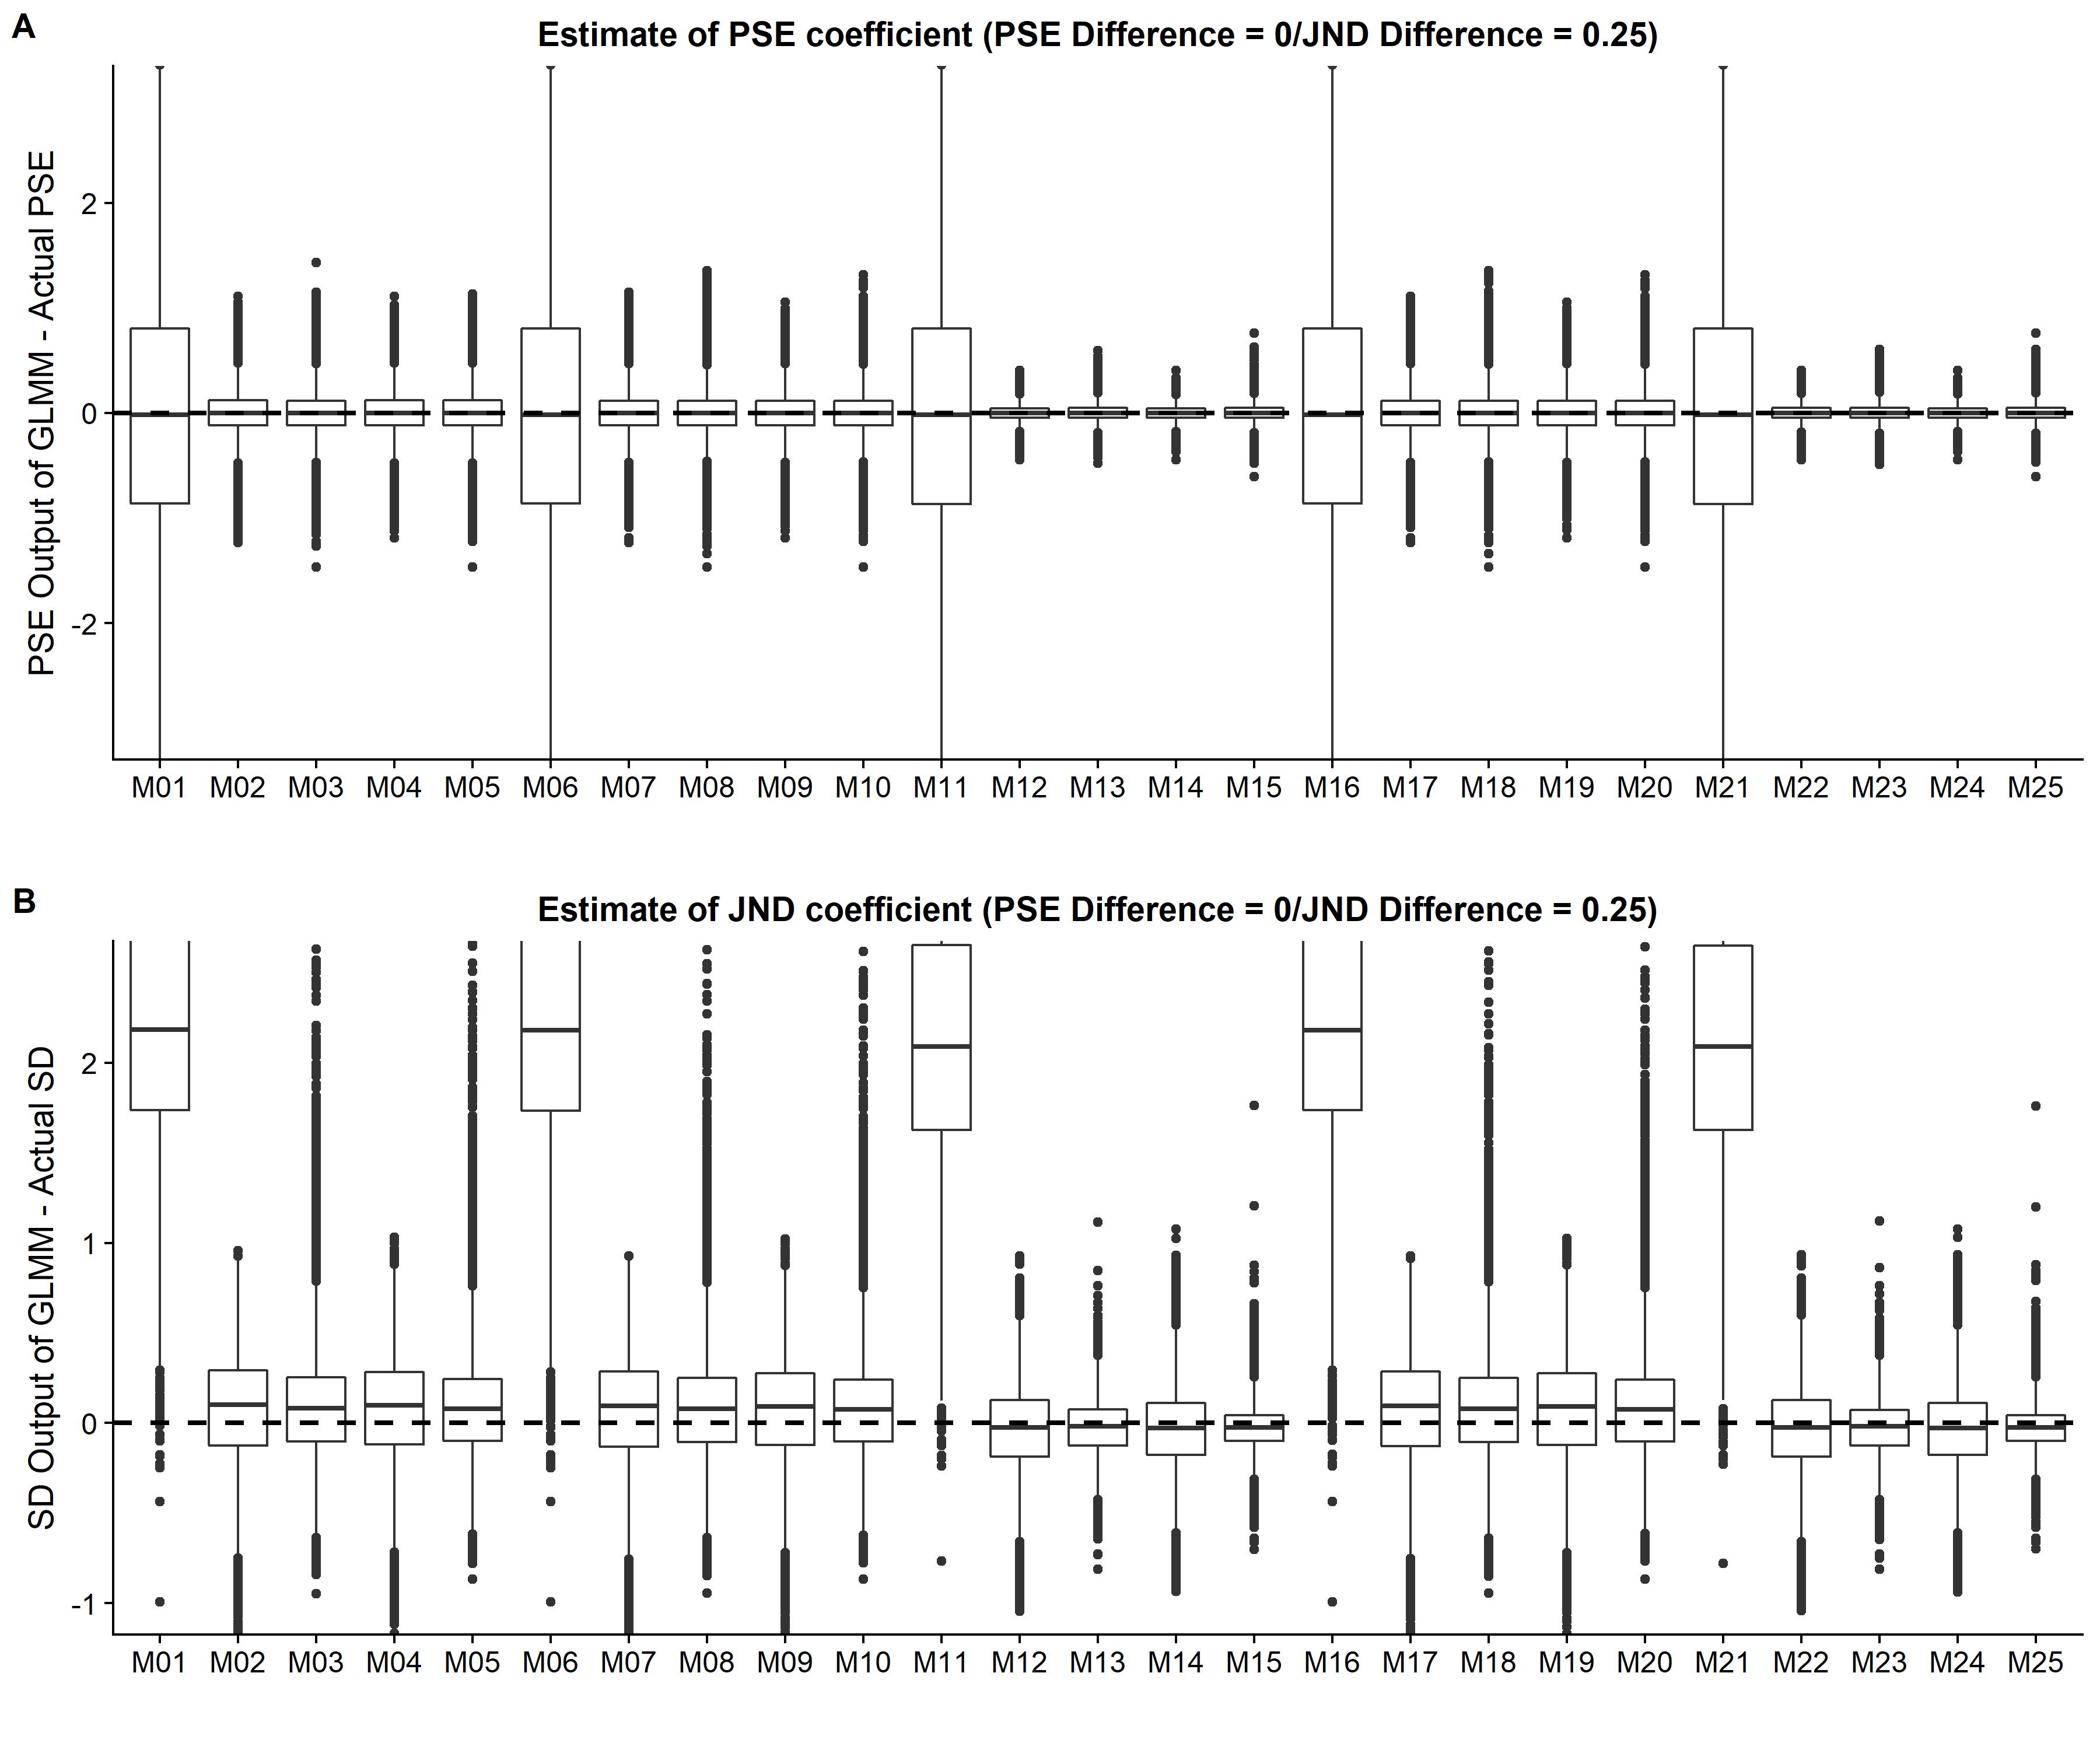 A
Estimate of PSE coefficient (PSE Difference = 0/JND Difference = 0.25)
PSE Output of GLMM - Actual PSE
2
0
-2
M01 M02 M03 M04 M05 M06 M07 M08 M09 M10 M11 M12 M13 M14 M15 M16 M17 M18 M19 M20 M21 M22 M23 M24 M25
B
Estimate of JND coefficient (PSE Difference = 0/JND Difference = 0.25)
SD Output of GLMM - Actual SD
2
1
0
-1
M01 M02 M03 M04 M05 M06 M07 M08 M09 M10 M11 M12 M13 M14 M15 M16 M17 M18 M19 M20 M21 M22 M23 M24 M25